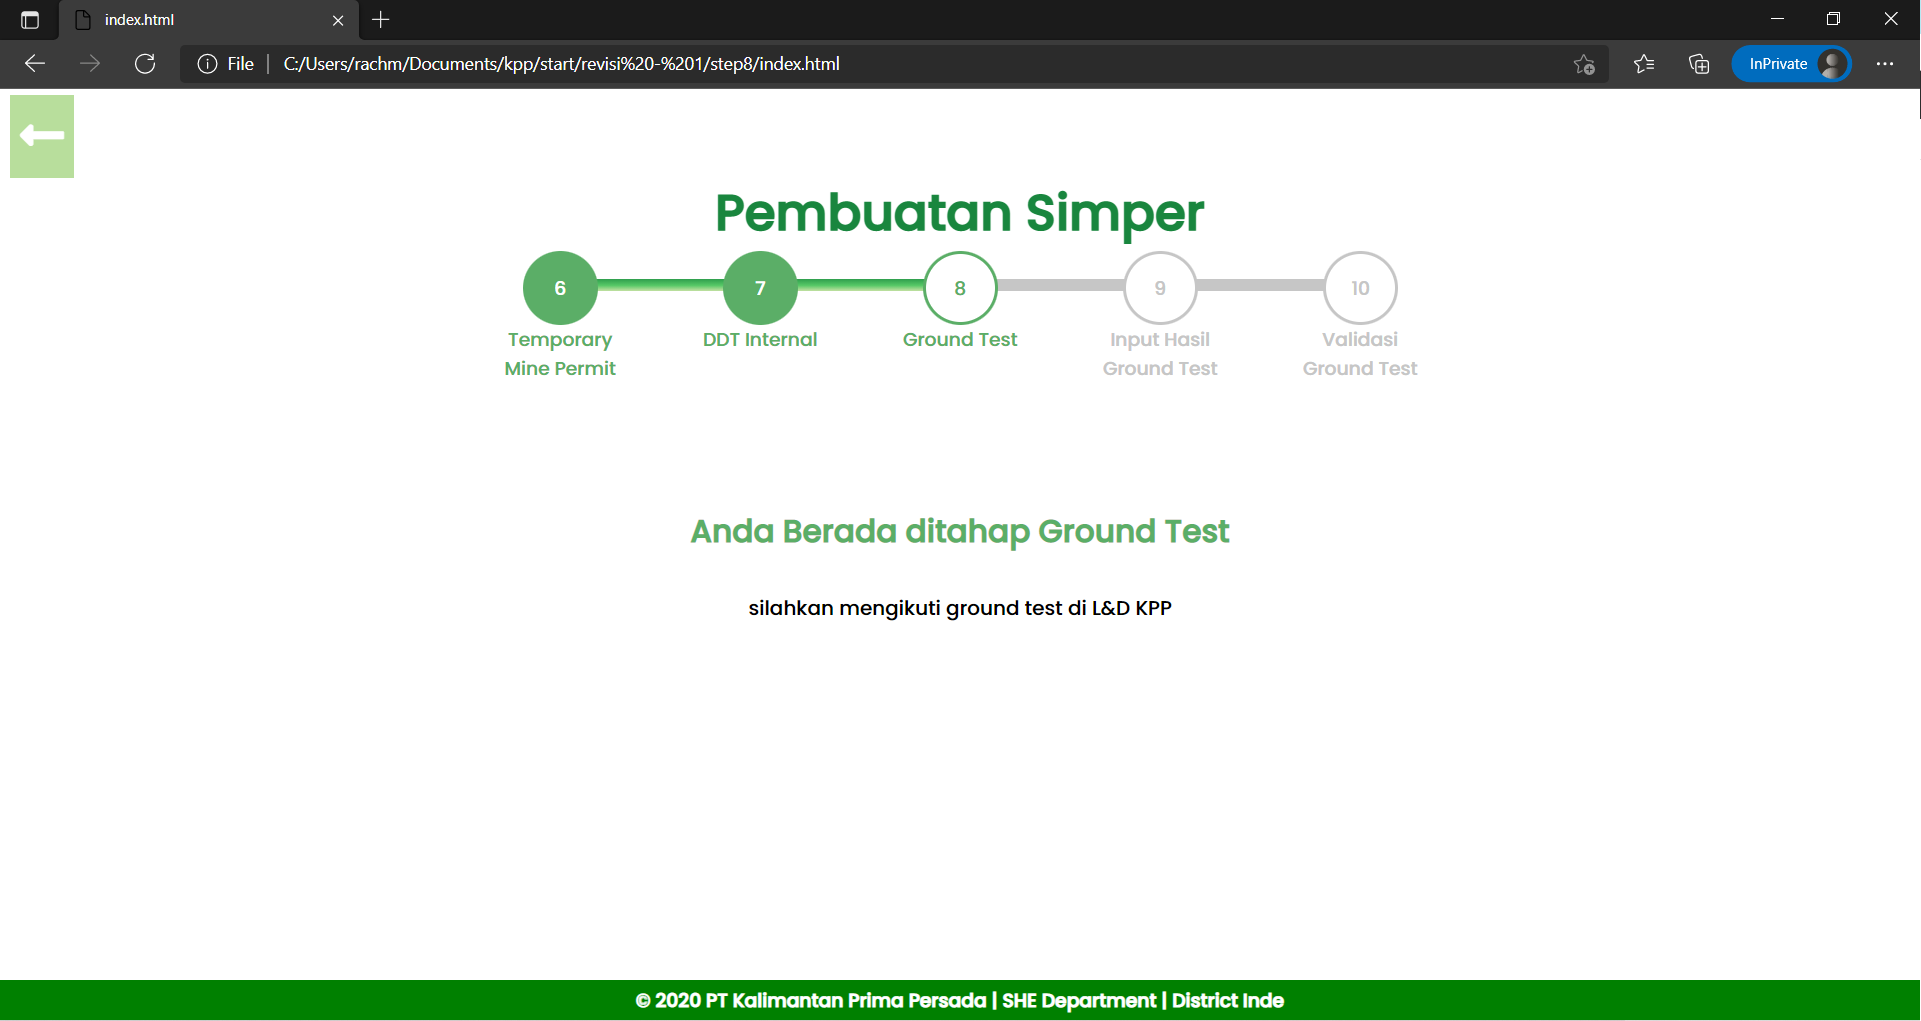 index.html
File
C:/Users/rachm/Documents/kpp/start/revisi%20-%201/step8/index.html
InPrivate
Pembuatan Simper
6
7
8
9
10
Temporary
Mine Permit
DDT Internal
Ground Test
Input Hasil
Ground Test
Validasi
Ground Test
Anda Berada ditahap Ground Test
silahkan mengikuti ground test di L&D KPP
© 2020 PT Kalimantan Prima Persada | SHE Department | District Inde